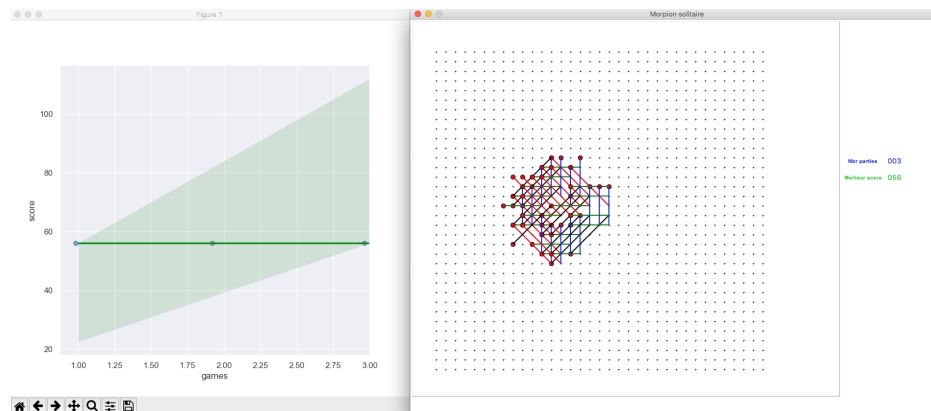 Figure 1
Morpion solitaire
100
80
60
40
20
score
1.00 1.25 1.50 1.75 2.00 2.25 2.50 2.75 3.00
games
Nbr parties 003
Meilleur score 056